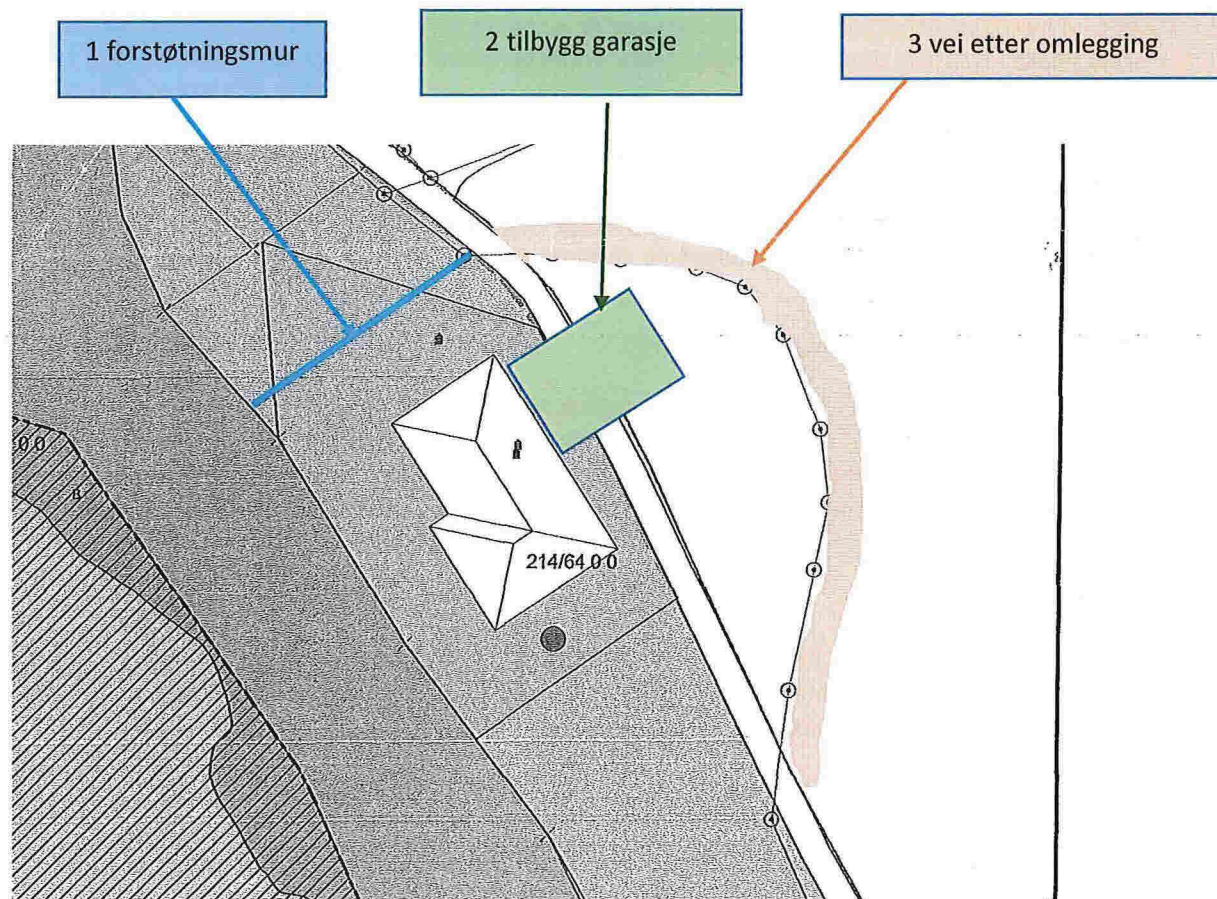 1 forstøtningsmur
2 tilbygg garasje
3 vei etter omlegging
0 0
214/64 0 0